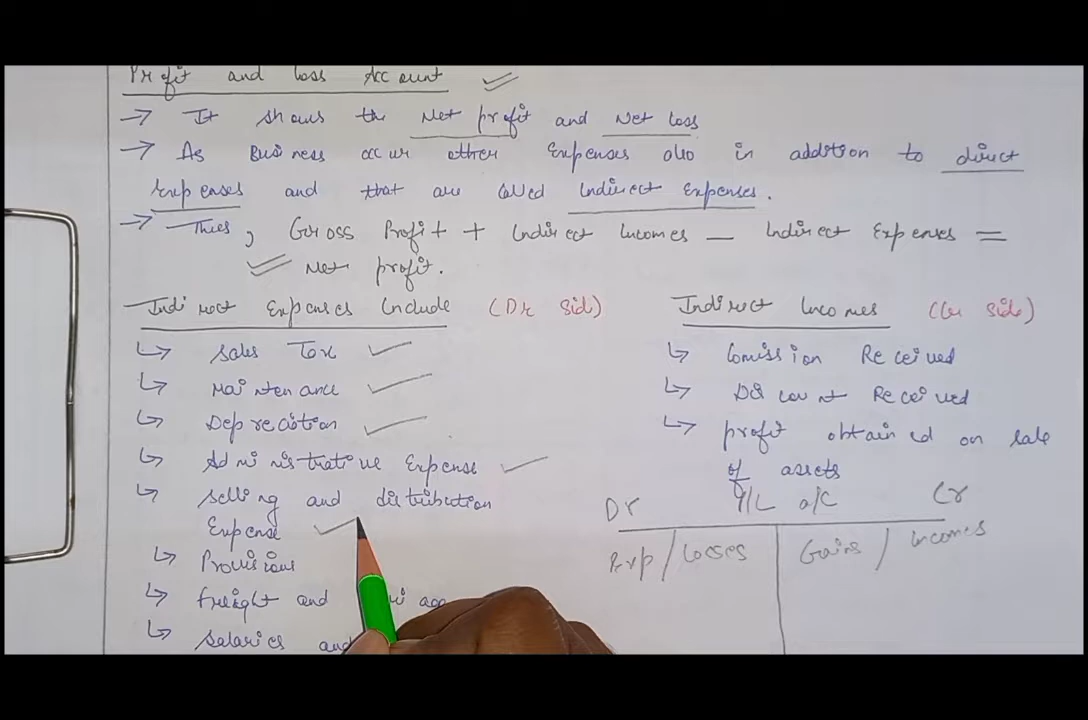 Profit and loss Account
→ It shows the Net profit and Net loss
→ As Business occur other Expenses also in addition to direct
Expenses and that are called Indirect Expenses.
→ Thus, Gross Profit + Indirect Incomes — Indirect Expenses =
Net profit.
Indirect Expenses Include (Dr side)
↳ Sales Tax
↳ Maintenance
↳ Depreciation
↳ Administrative Expense
↳ Selling and distribution
Expense
↳ Provisions
↳ freight and
↳ Salaries and
Indirect Incomes (Cr side)
↳ Comission Received
↳ Discount Received
↳ profit obtained on sale
of assets
Dr P/L a/c Cr
Exp / Losses Gains / Incomes